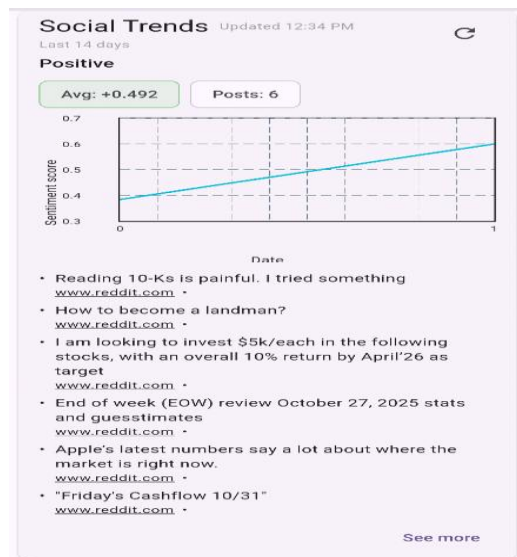 Social Trends Updated 12:34 PM
Last 14 days
Positive
Avg: +0.492 Posts: 6
0.7
0.6
0.5
0.4
0.3
Sentiment score
0 1
Date
• Reading 10-Ks is painful. I tried something
www.reddit.com •
• How to become a landman?
www.reddit.com •
• I am looking to invest $5k/each in the following
stocks, with an overall 10% return by April'26 as
target
www.reddit.com •
• End of week (EOW) review October 27, 2025 stats
and guesstimates
www.reddit.com •
• Apple's latest numbers say a lot about where the
market is right now.
www.reddit.com •
• "Friday's Cashflow 10/31"
www.reddit.com •
See more